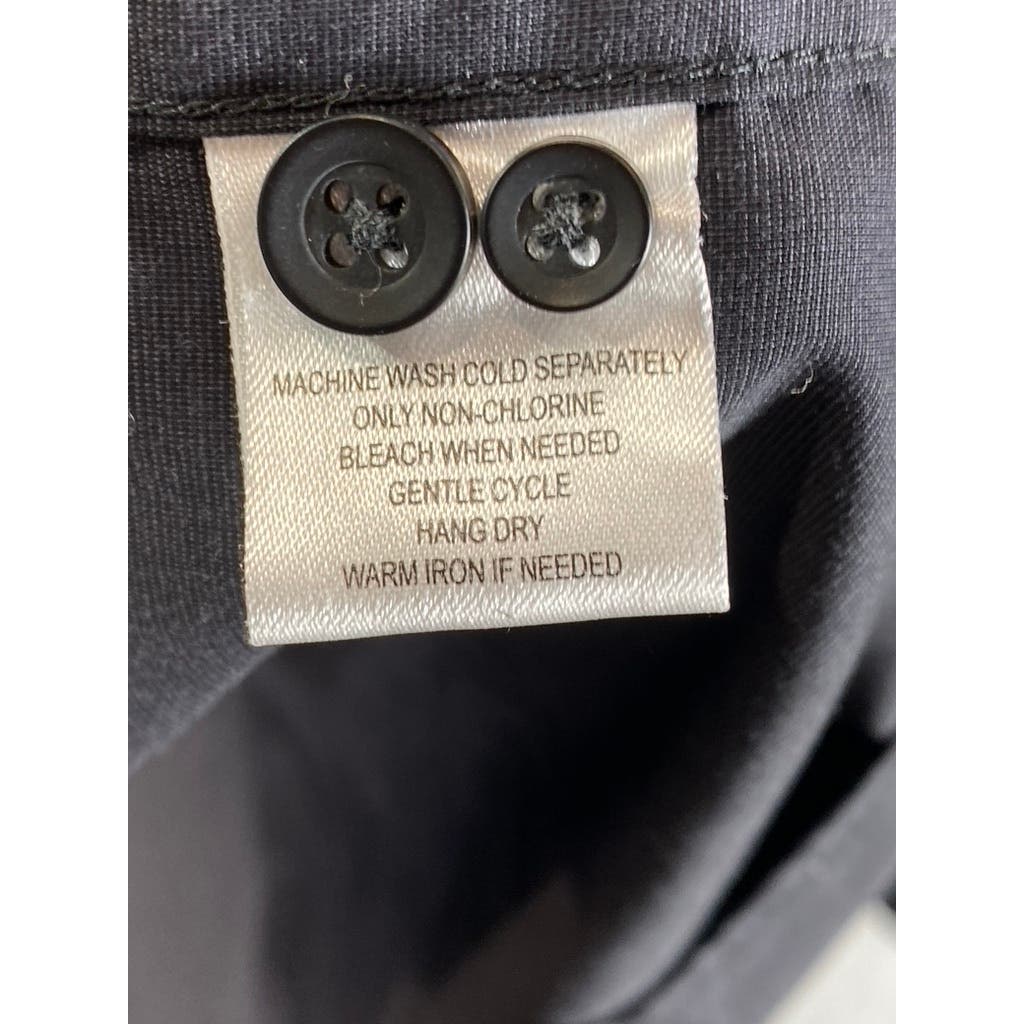 MACHINE WASH COLD SEPARATELY
ONLY NON-CHLORINE
BLEACH WHEN NEEDED
GENTLE CYCLE
HANG DRY
WARM IRON IF NEEDED